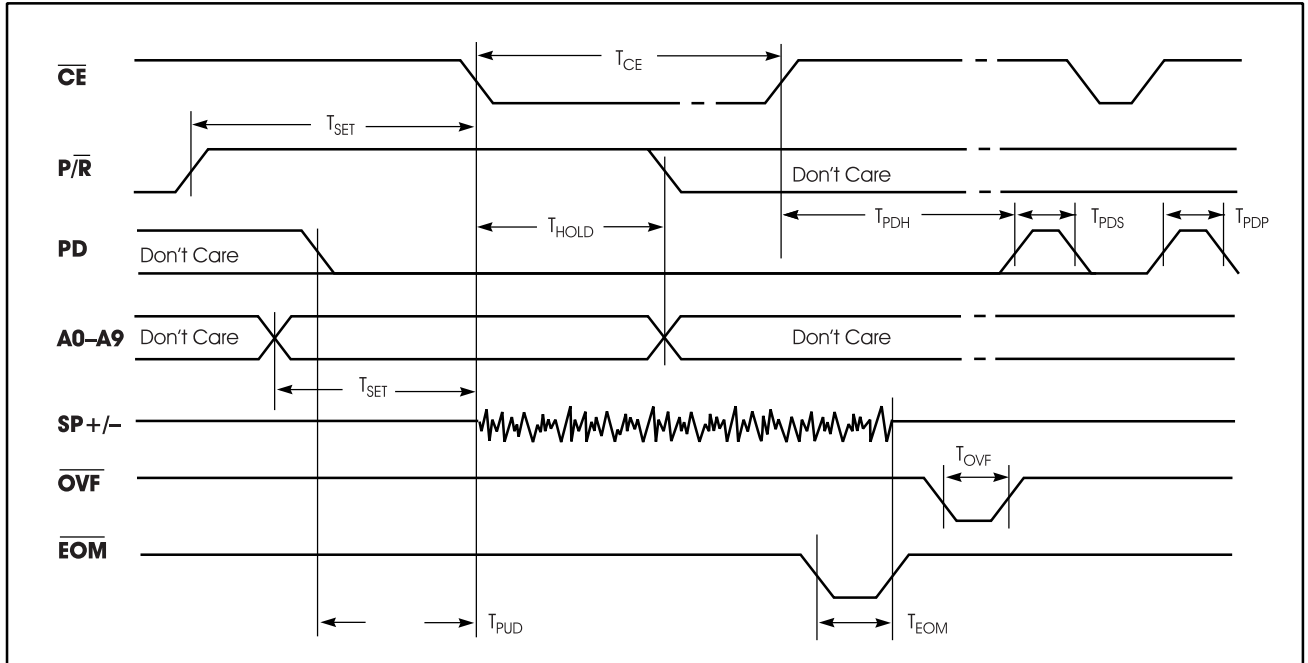 CE
T_CE
T_SET
P/R
Don't Care
T_HOLD
T_PDH
T_PDS
T_PDP
PD
Don't Care
A0–A9
Don't Care
Don't Care
T_SET
SP+/–
T_OVF
OVF
EOM
T_PUD
T_EOM